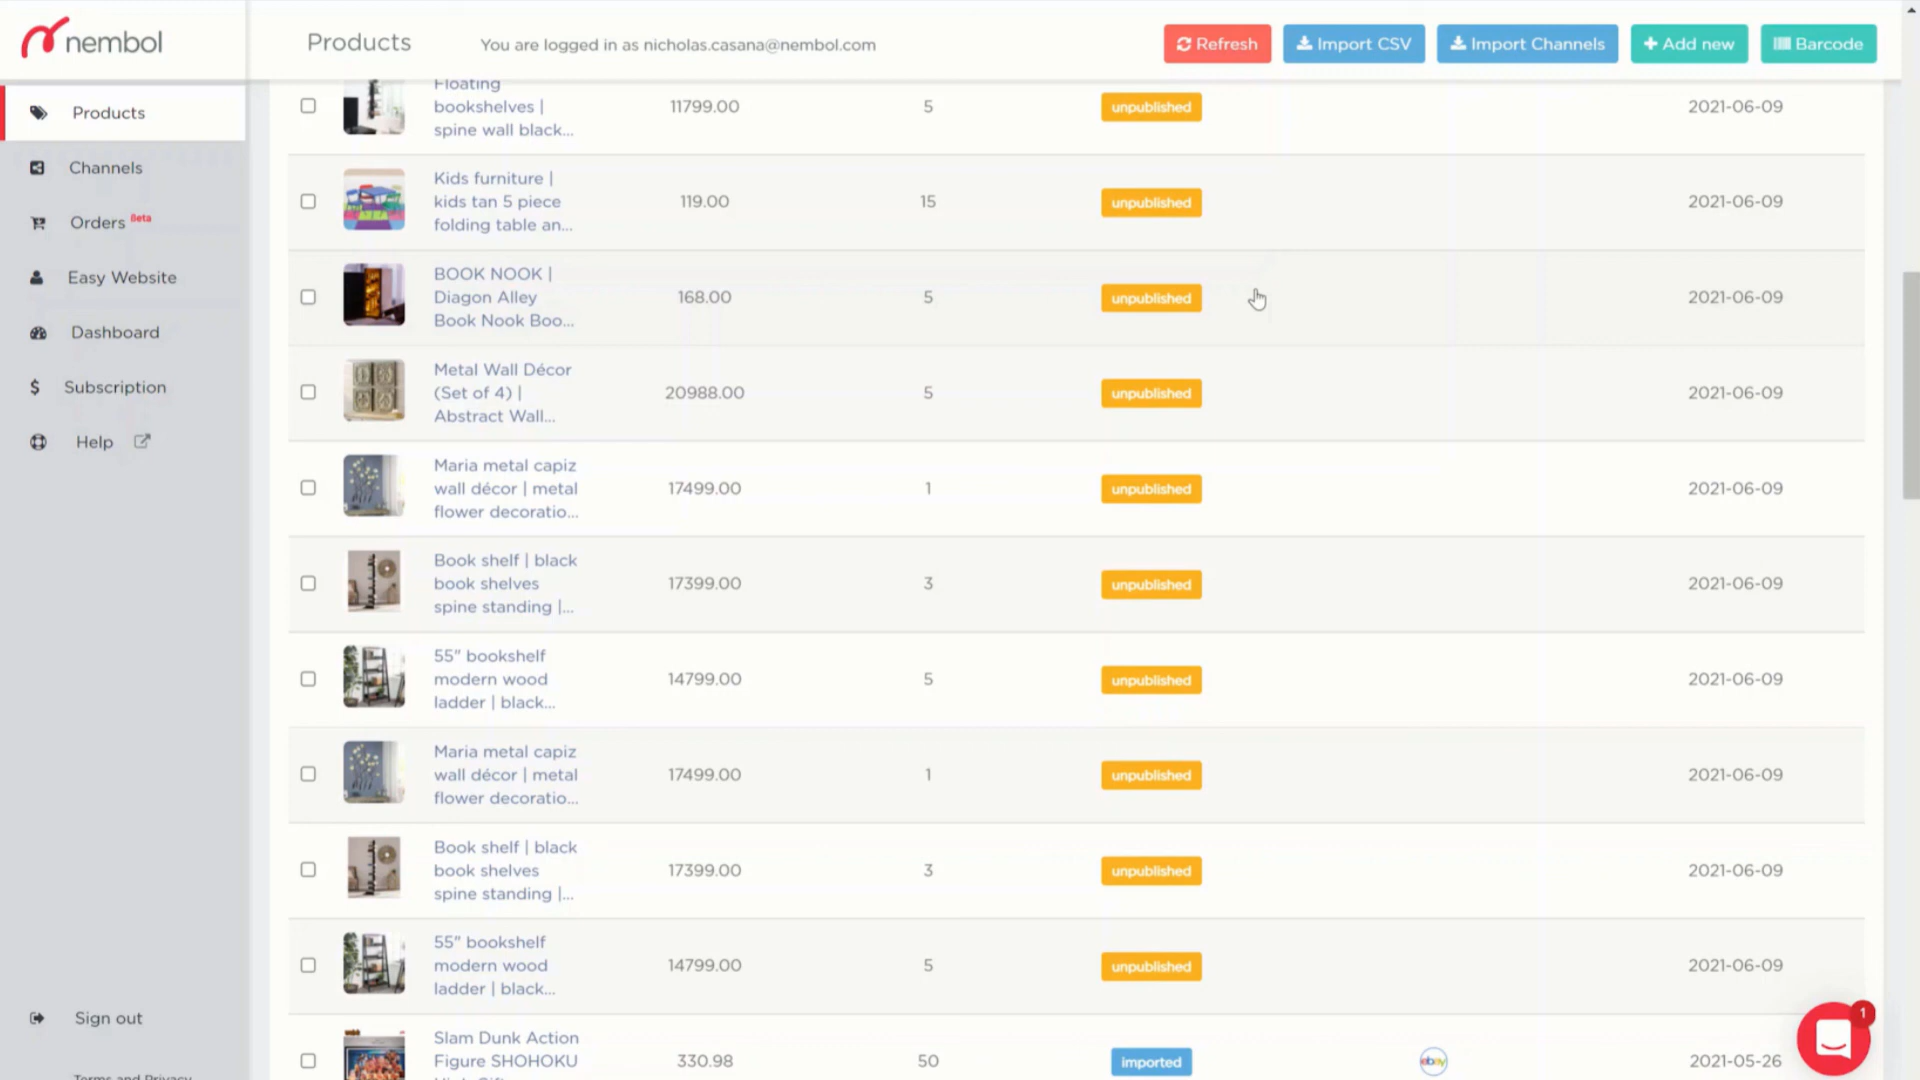 nembol
Products
You are logged in as nicholas.casana@nembol.com
Refresh
Import CSV
Import Channels
Add new
Barcode
Products
Channels
Orders Beta
Easy Website
Dashboard
$ Subscription
Help
Sign out
Terms and Privacy
Floating
bookshelves |
spine wall black...
11799.00
5
unpublished
2021-06-09
Kids furniture |
kids tan 5 piece
folding table an...
119.00
15
unpublished
2021-06-09
BOOK NOOK |
Diagon Alley
Book Nook Boo...
168.00
5
unpublished
2021-06-09
Metal Wall Décor
(Set of 4) |
Abstract Wall...
20988.00
5
unpublished
2021-06-09
Maria metal capiz
wall décor | metal
flower decoratio...
17499.00
1
unpublished
2021-06-09
Book shelf | black
book shelves
spine standing |...
17399.00
3
unpublished
2021-06-09
55" bookshelf
modern wood
ladder | black...
14799.00
5
unpublished
2021-06-09
Maria metal capiz
wall décor | metal
flower decoratio...
17499.00
1
unpublished
2021-06-09
Book shelf | black
book shelves
spine standing |...
17399.00
3
unpublished
2021-06-09
55" bookshelf
modern wood
ladder | black...
14799.00
5
unpublished
2021-06-09
Slam Dunk Action
Figure SHOHOKU
330.98
50
imported
ebay
2021-05-26
1